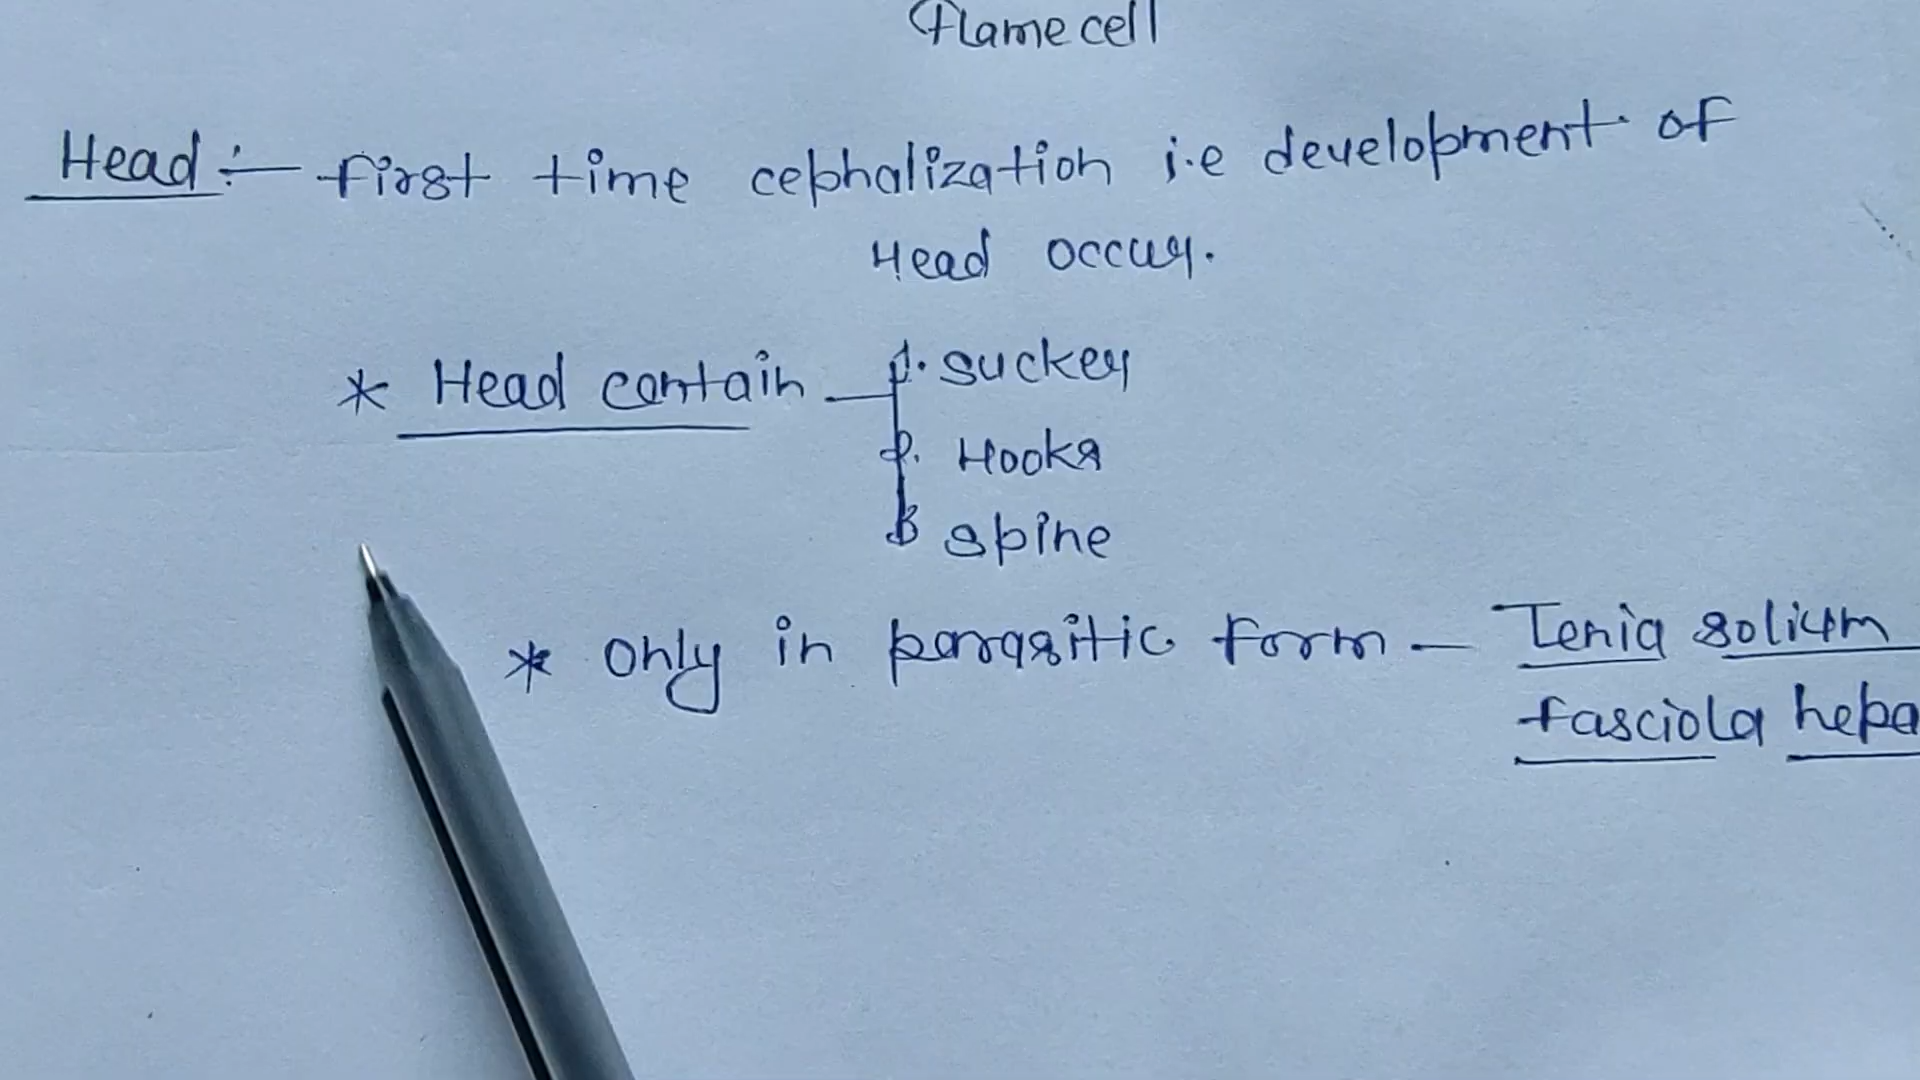 Flame cell
Head :- first time cephalization i.e development of
Head occur.
* Head contain 1. sucker
2. Hooks
3 spine
* Only in parasitic form - Tenia solium
fasciola hepa